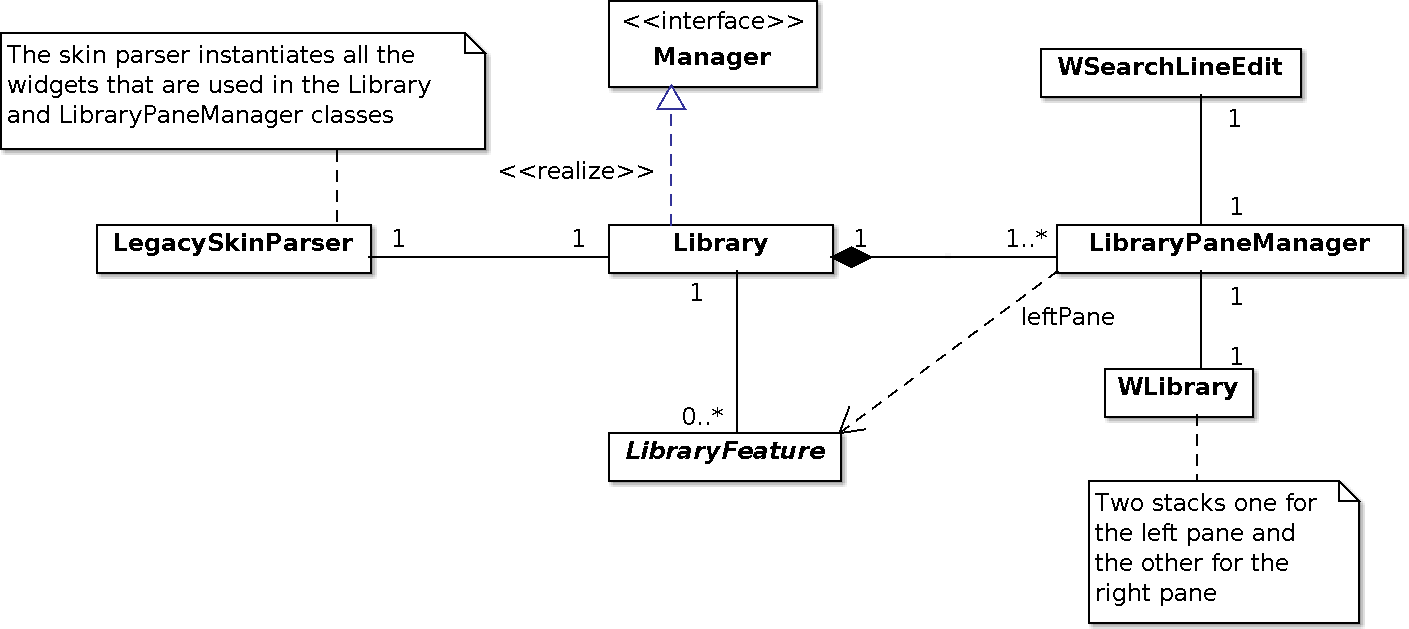 <<interface>>
Manager
The skin parser instantiates all the
widgets that are used in the Library
and LibraryPaneManager classes
WSearchLineEdit
1
<<realize>>
1
LegacySkinParser
1
1
Library
1
1..*
LibraryPaneManager
1
1
leftPane
1
WLibrary
0..*
LibraryFeature
Two stacks one for
the left pane and
the other for the
right pane